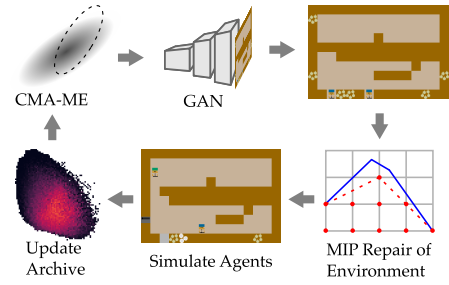 CMA-ME
GAN
MIP Repair of
Environment
Simulate Agents
Update
Archive